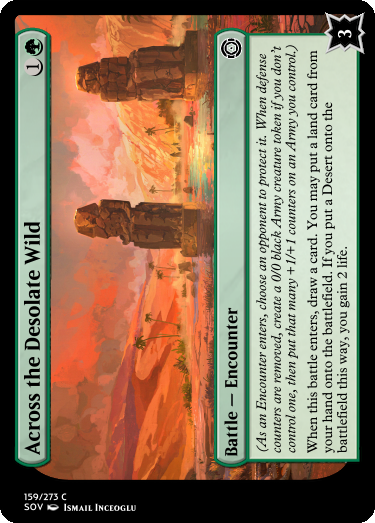 Across the Desolate Wild
1
Battle — Encounter
(As an Encounter enters, choose an opponent to protect it. When defense
counters are removed, create a 0/0 black Army creature token if you don't
control one, then put that many +1/+1 counters on an Army you control.)
When this battle enters, draw a card. You may put a land card from
your hand onto the battlefield. If you put a Desert onto the
battlefield this way, you gain 2 life.
3
159/273 C
SOV ISMAIL INCEOGLU